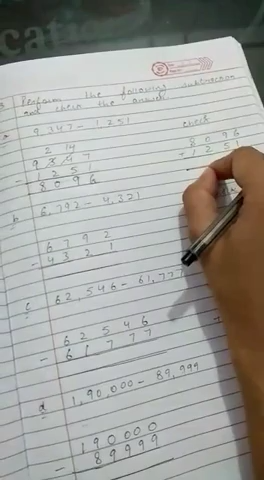 Perform the following subtraction
and check the answer.
a 9,347 - 1,251
2 14
9 3 4 7
- 1 2 5 1
8 0 9 6
check
8 0 9 6
+ 1 2 5 1
b 6,792 - 4,321
6 7 9 2
- 4 3 2 1
c 62,546 - 61,777
6 2 5 4 6
- 6 1 7 7 7
d 1,90,000 - 89,999
1 9 0 0 0 0
- 8 9 9 9 9